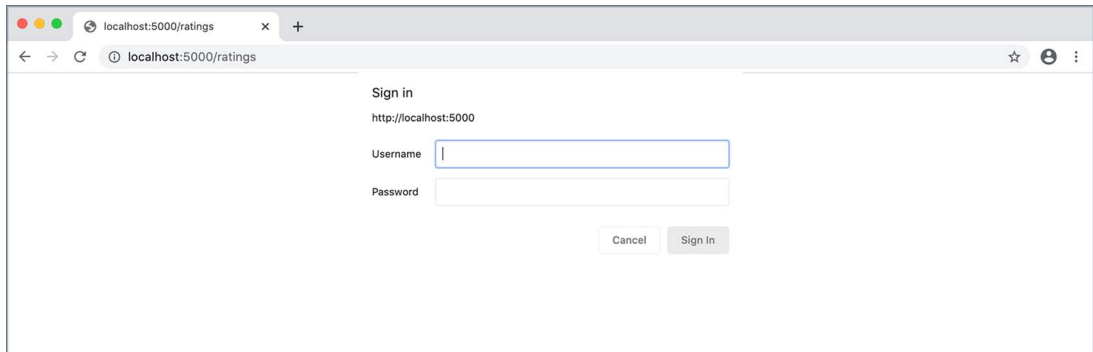 localhost:5000/ratings
localhost:5000/ratings
Sign in
http://localhost:5000
Username
Password
Cancel Sign In